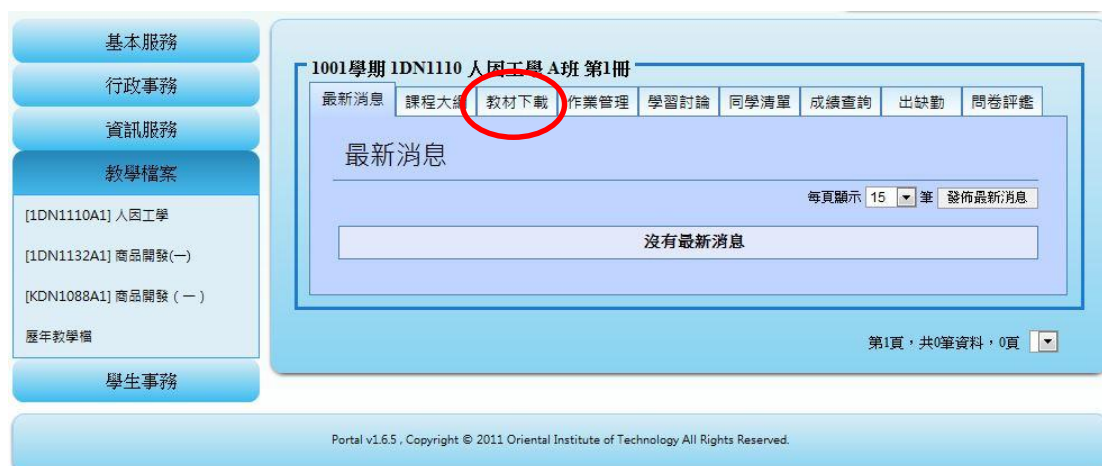 基本服務
行政事務
資訊服務
教學檔案
[1DN1110A1] 人因工學
[1DN1132A1] 商品開發(一)
[KDN1088A1] 商品開發 ( 一 )
歷年教學檔
學生事務
1001學期 1DN1110 人因工學 A班 第1冊
最新消息 課程大綱 教材下載 作業管理 學習討論 同學清單 成績查詢 出缺勤 問卷評鑑
最新消息
每頁顯示 15 筆 發佈最新消息
沒有最新消息
第1頁，共0筆資料，0頁
Portal v1.6.5 , Copyright © 2011 Oriental Institute of Technology All Rights Reserved.